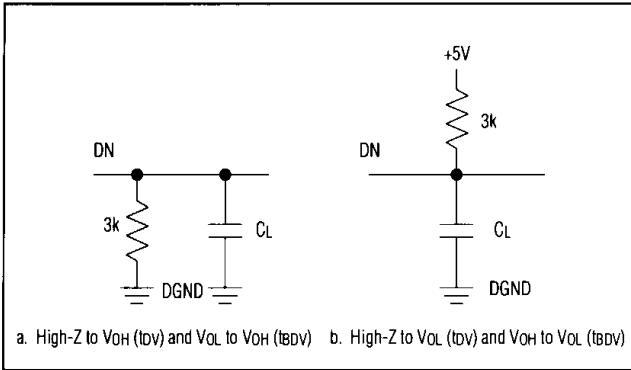 +5V
3k
DN
DN
3k
CL
CL
DGND
DGND
a. High-Z to VOH (tDV) and VOL to VOH (tBDV)
b. High-Z to VOL (tDV) and VOH to VOL (tBDV)